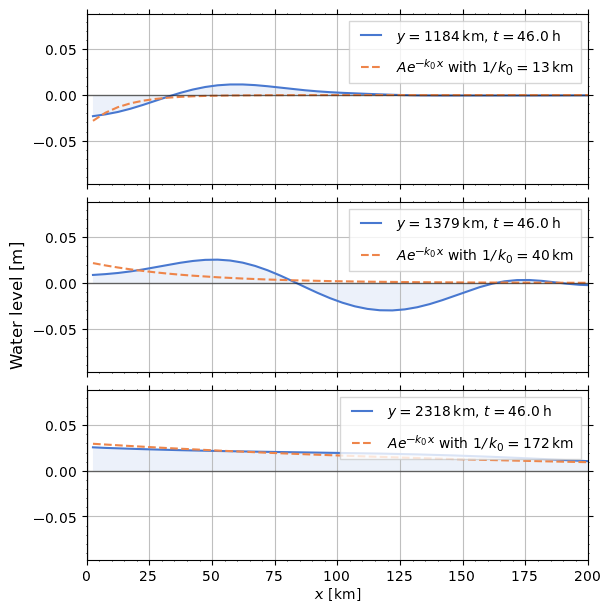 0.05
0.00
−0.05
y = 1184 km, t = 46.0 h
Ae^{−k₀x} with 1/k₀ = 13 km
0.05
0.00
−0.05
y = 1379 km, t = 46.0 h
Ae^{−k₀x} with 1/k₀ = 40 km
Water level [m]
0.05
0.00
−0.05
y = 2318 km, t = 46.0 h
Ae^{−k₀x} with 1/k₀ = 172 km
0 25 50 75 100 125 150 175 200
x [km]